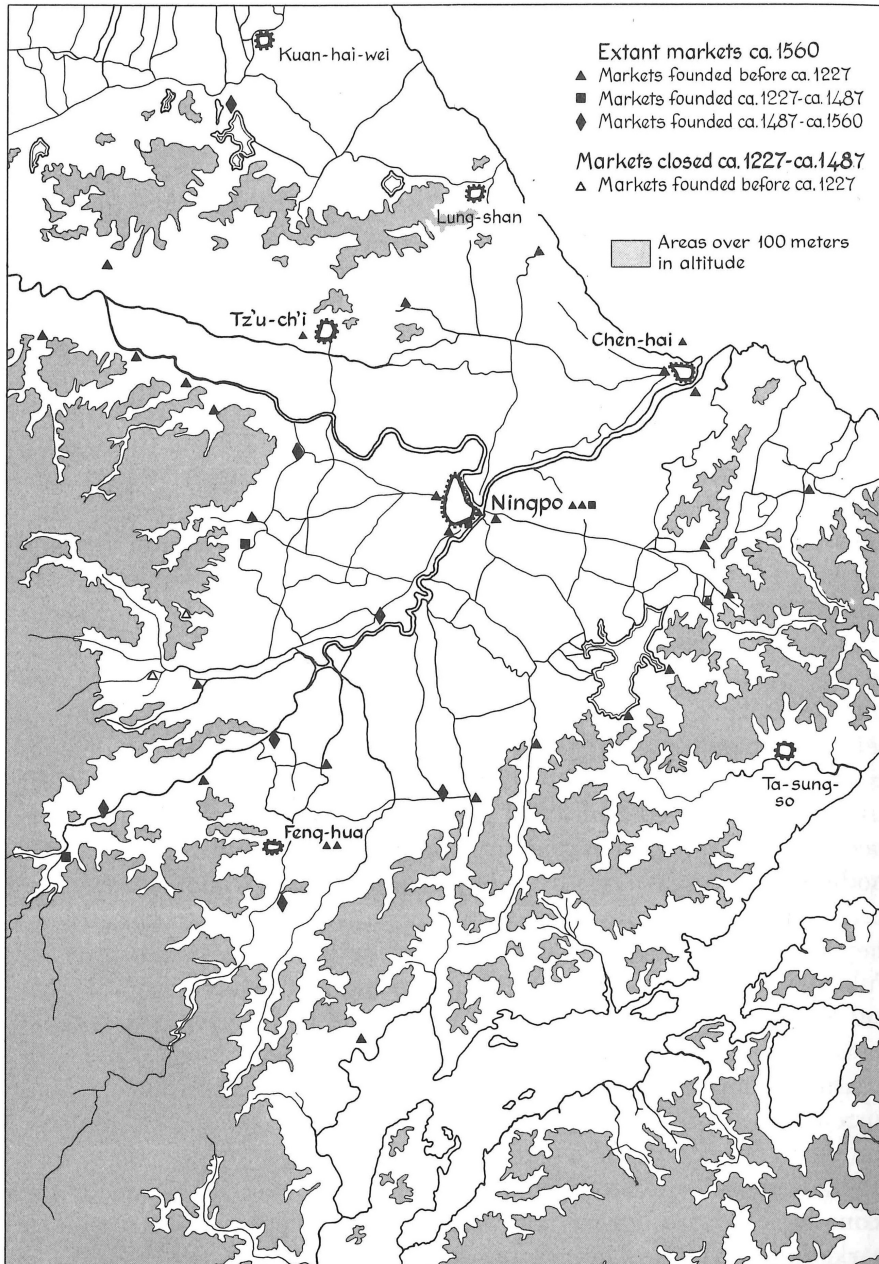 Kuan-hai-wei
Extant markets ca. 1560
Markets founded before ca. 1227
Markets founded ca. 1227-ca. 1487
Markets founded ca. 1487-ca. 1560
Markets closed ca. 1227-ca. 1487
Markets founded before ca. 1227
Lung-shan
Areas over 100 meters
in altitude
Tz'u-ch'i
Chen-hai
Ningpo
Ta-sung-
so
Feng-hua